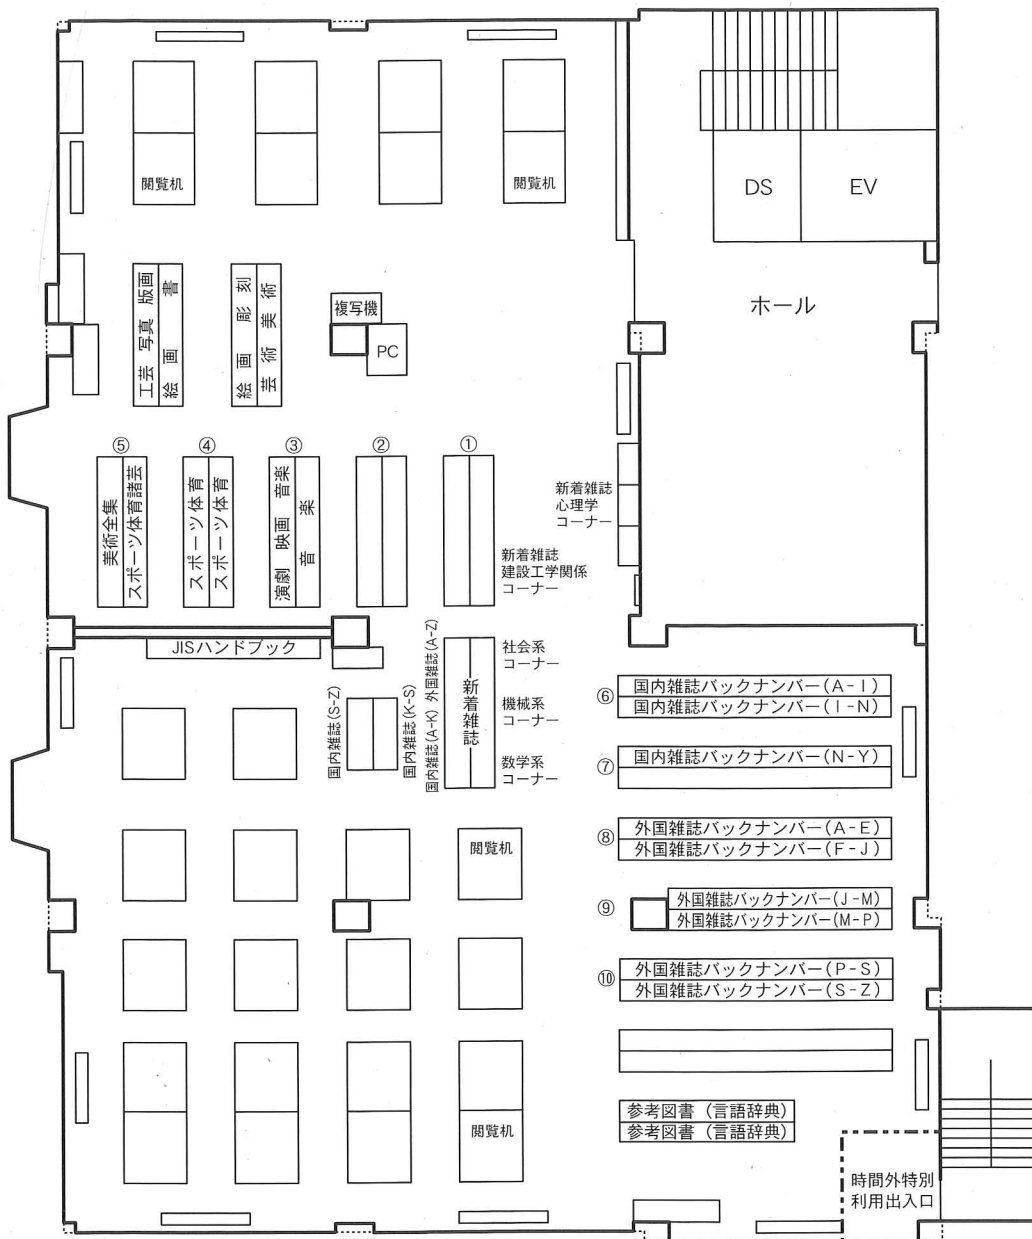 閲覧机
閲覧机
DS
EV
ホール
工芸 写真 版画
絵画 書
絵画 彫刻
芸術 美術
複写機
PC
⑤
④
③
②
①
美術全集
スポーツ体育諸芸
スポーツ体育
スポーツ体育
演劇 映画 音楽
音楽
新着雑誌
心理学
コーナー
新着雑誌
建設工学関係
コーナー
JISハンドブック
国内雑誌(S-Z)
国内雑誌(K-S)
国内雑誌(A-K) 外国雑誌(A-Z)
新着雑誌
社会系
コーナー
機械系
コーナー
数学系
コーナー
⑥
国内雑誌バックナンバー(A-I)
国内雑誌バックナンバー(I-N)
⑦
国内雑誌バックナンバー(N-Y)
⑧
外国雑誌バックナンバー(A-E)
外国雑誌バックナンバー(F-J)
⑨
外国雑誌バックナンバー(J-M)
外国雑誌バックナンバー(M-P)
⑩
外国雑誌バックナンバー(P-S)
外国雑誌バックナンバー(S-Z)
閲覧机
閲覧机
参考図書 (言語辞典)
参考図書 (言語辞典)
時間外特別
利用出入口